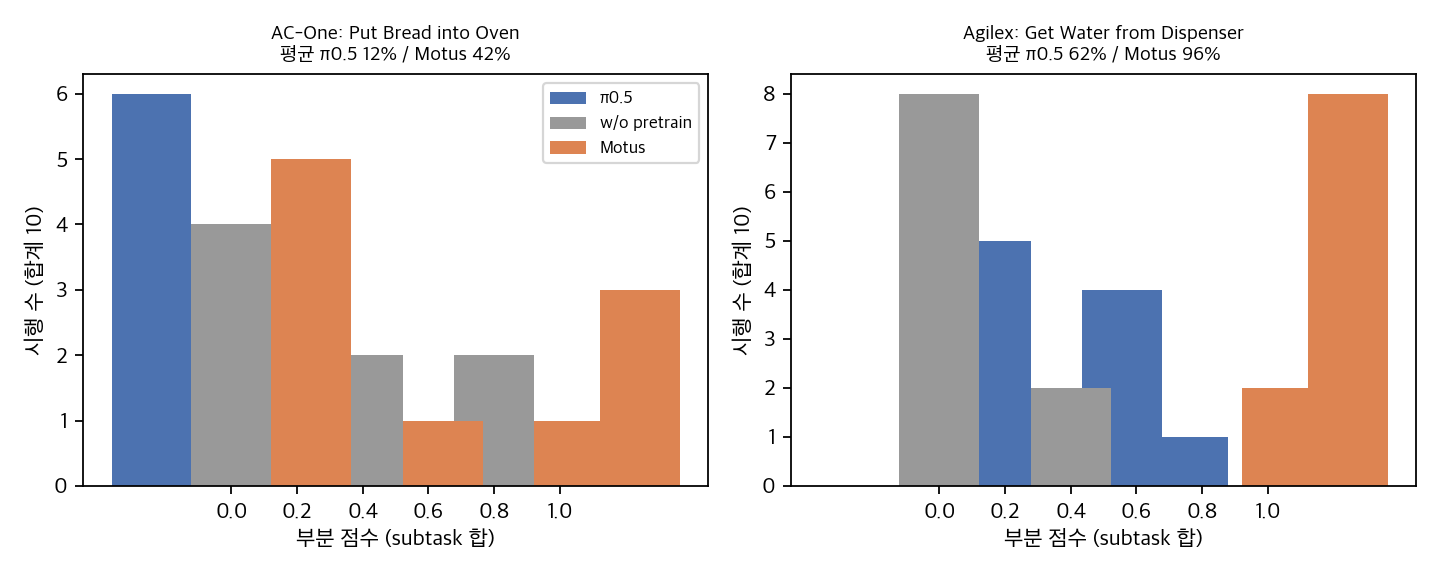 AC-One: Put Bread into Oven
평균 π0.5 12% / Motus 42%
π0.5
w/o pretrain
Motus
시행 수 (합계 10)
6
5
4
3
2
1
0
0.0 0.2 0.4 0.6 0.8 1.0
부분 점수 (subtask 합)
Agilex: Get Water from Dispenser
평균 π0.5 62% / Motus 96%
시행 수 (합계 10)
8
7
6
5
4
3
2
1
0
0.0 0.2 0.4 0.6 0.8 1.0
부분 점수 (subtask 합)